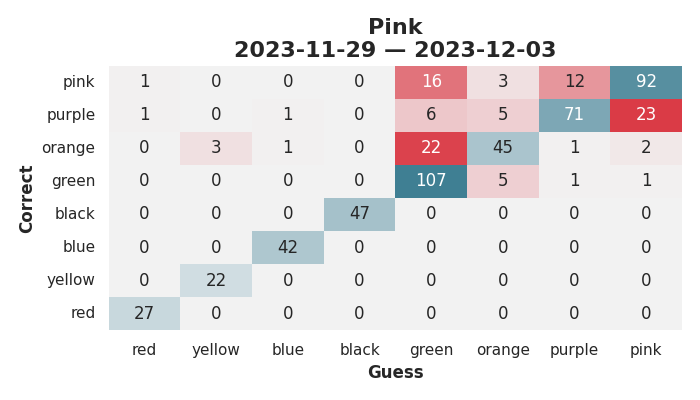 Pink
2023-11-29 — 2023-12-03
pink 1 0 0 0 16 3 12 92
purple 1 0 1 0 6 5 71 23
orange 0 3 1 0 22 45 1 2
green 0 0 0 0 107 5 1 1
black 0 0 0 47 0 0 0 0
blue 0 0 42 0 0 0 0 0
yellow 0 22 0 0 0 0 0 0
red 27 0 0 0 0 0 0 0
Correct
red yellow blue black green orange purple pink
Guess